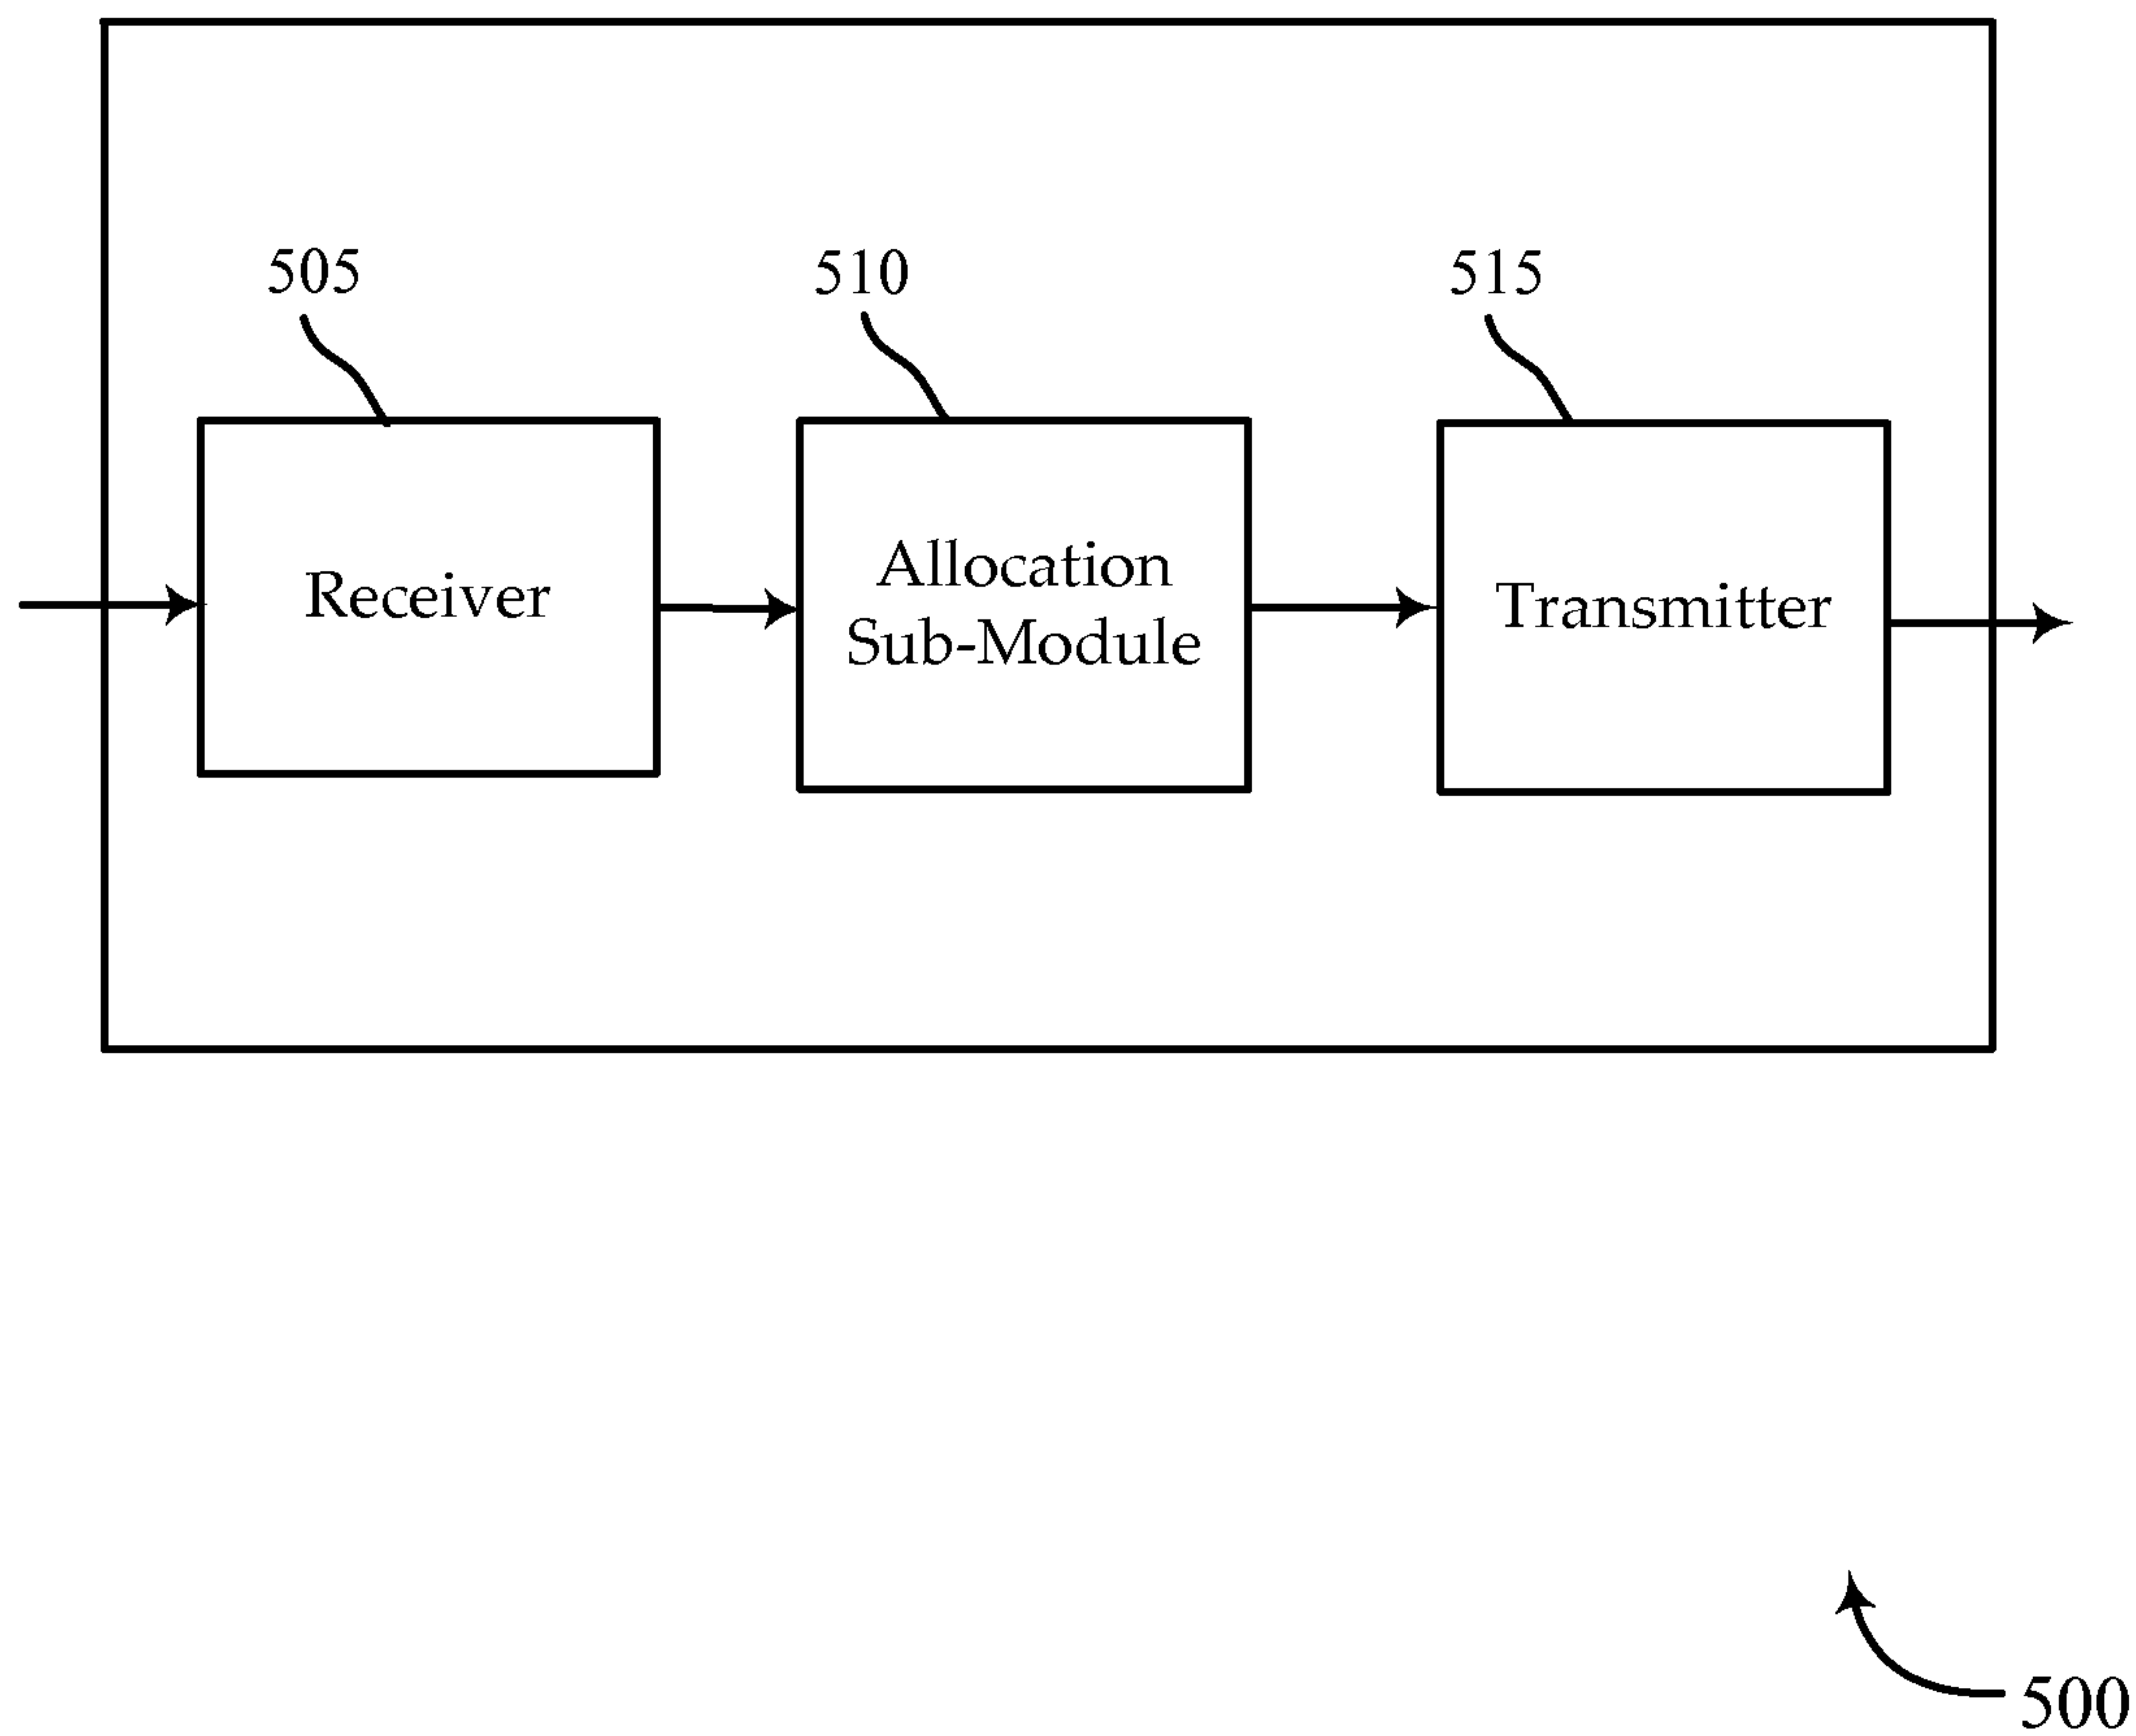 505
510
515
Receiver
Allocation
Sub-Module
Transmitter
500